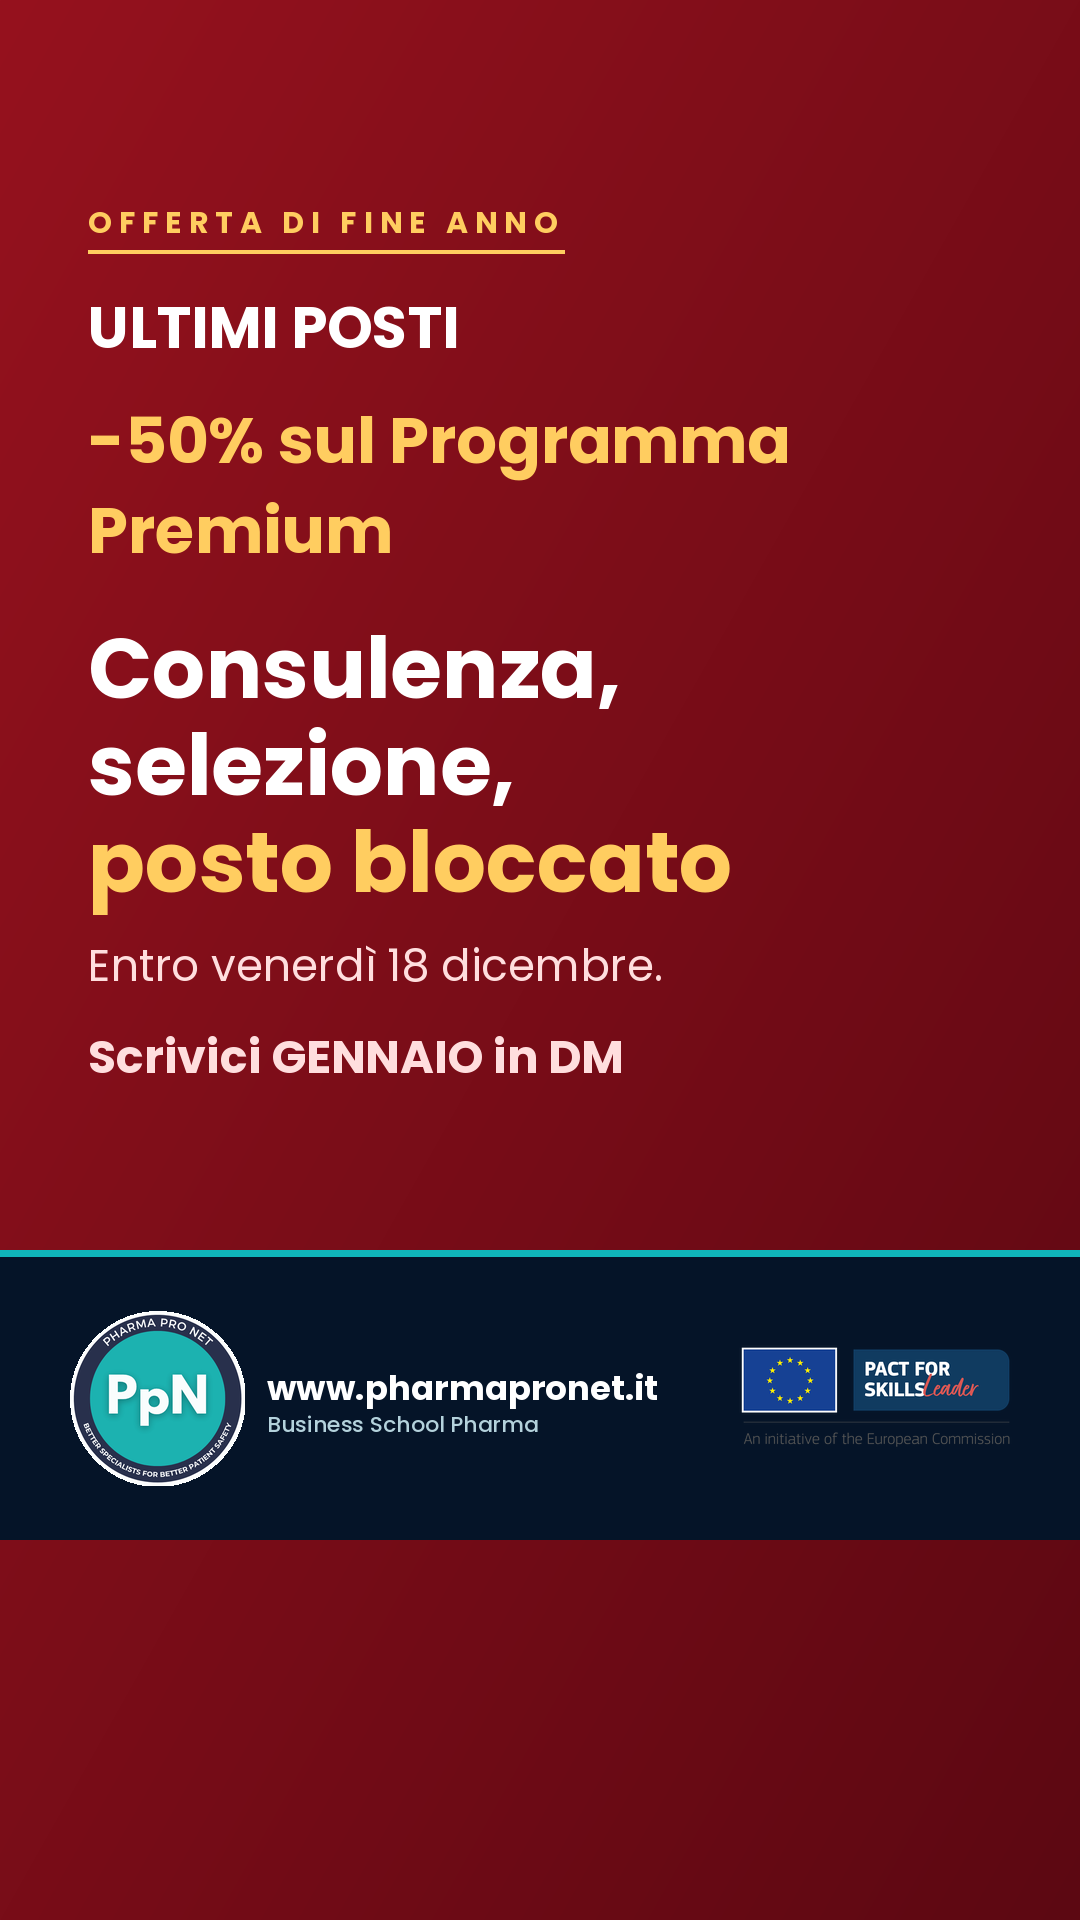 OFFERTA DI FINE ANNO
ULTIMI POSTI
-50% sul Programma
Premium
Consulenza,
selezione,
posto bloccato
Entro venerdì 18 dicembre.
Scrivici GENNAIO in DM
PHARMA PRO NET
PpN
BETTER SPECIALISTS FOR BETTER PATIENT SAFETY
www.pharmapronet.it
Business School Pharma
PACT FOR
SKILLS Leader
An initiative of the European Commission